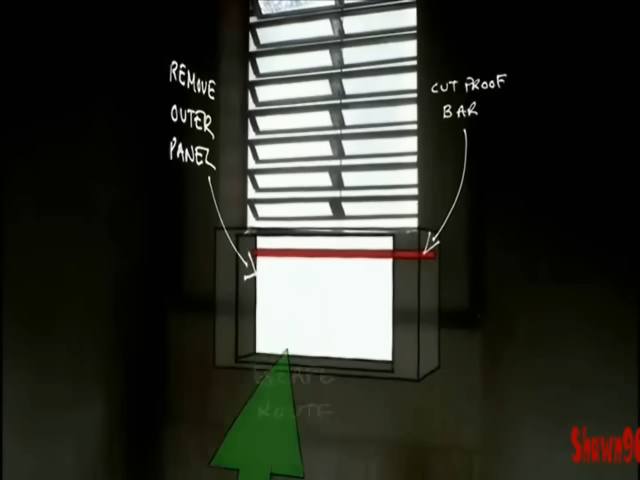 REMOVE
OUTER
PANEL
CUT PROOF
BAR
ESCAPE
ROUTE